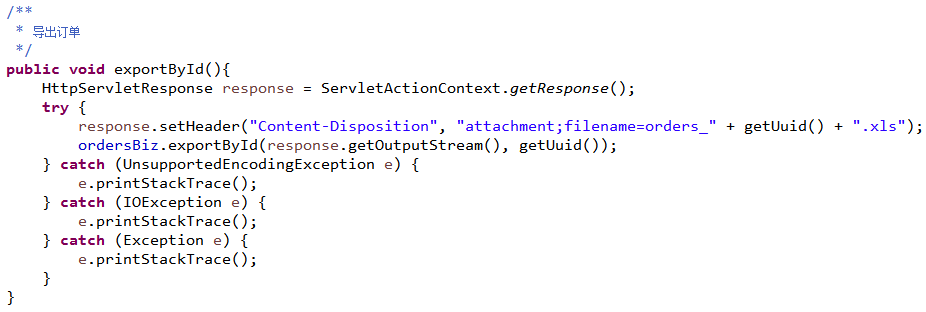 /**
 * 导出订单
 */
public void exportById(){
    HttpServletResponse response = ServletActionContext.getResponse();
    try {
        response.setHeader("Content-Disposition", "attachment;filename=orders_" + getUuid() + ".xls");
        ordersBiz.exportById(response.getOutputStream(), getUuid());
    } catch (UnsupportedEncodingException e) {
        e.printStackTrace();
    } catch (IOException e) {
        e.printStackTrace();
    } catch (Exception e) {
        e.printStackTrace();
    }
}